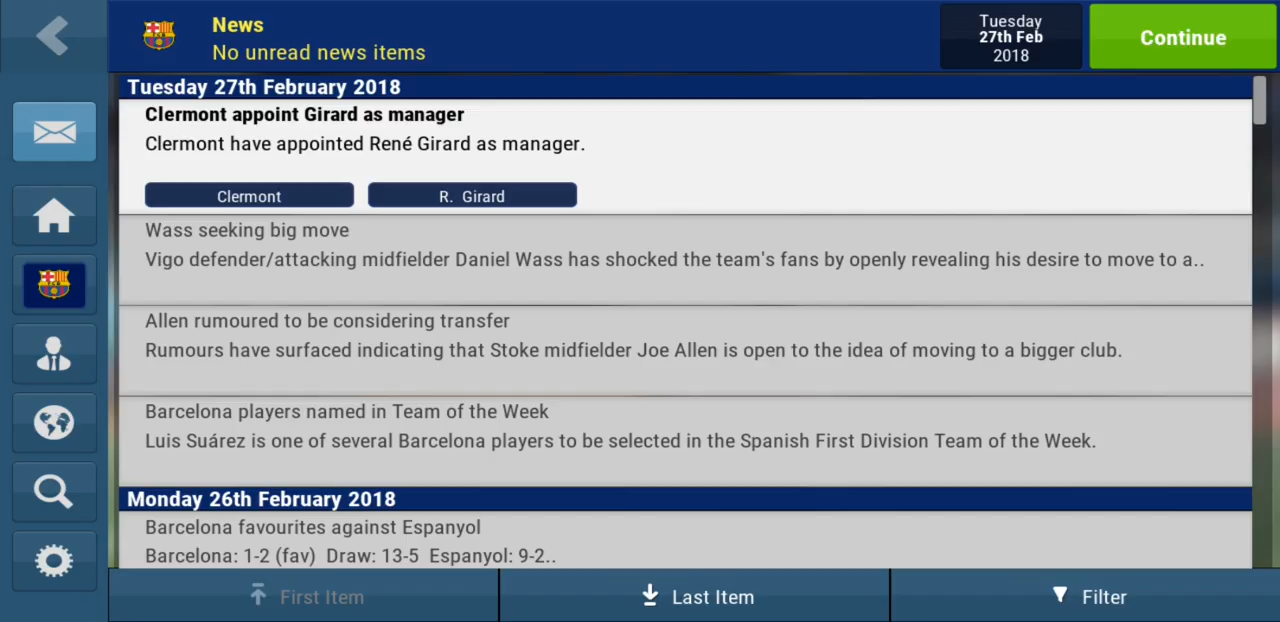 News
No unread news items
Tuesday
27th Feb
2018
Continue
Tuesday 27th February 2018
Clermont appoint Girard as manager
Clermont have appointed René Girard as manager.
Clermont
R. Girard
Wass seeking big move
Vigo defender/attacking midfielder Daniel Wass has shocked the team's fans by openly revealing his desire to move to a..
Allen rumoured to be considering transfer
Rumours have surfaced indicating that Stoke midfielder Joe Allen is open to the idea of moving to a bigger club.
Barcelona players named in Team of the Week
Luis Suárez is one of several Barcelona players to be selected in the Spanish First Division Team of the Week.
Monday 26th February 2018
Barcelona favourites against Espanyol
Barcelona: 1-2 (fav) Draw: 13-5 Espanyol: 9-2..
First Item
Last Item
Filter